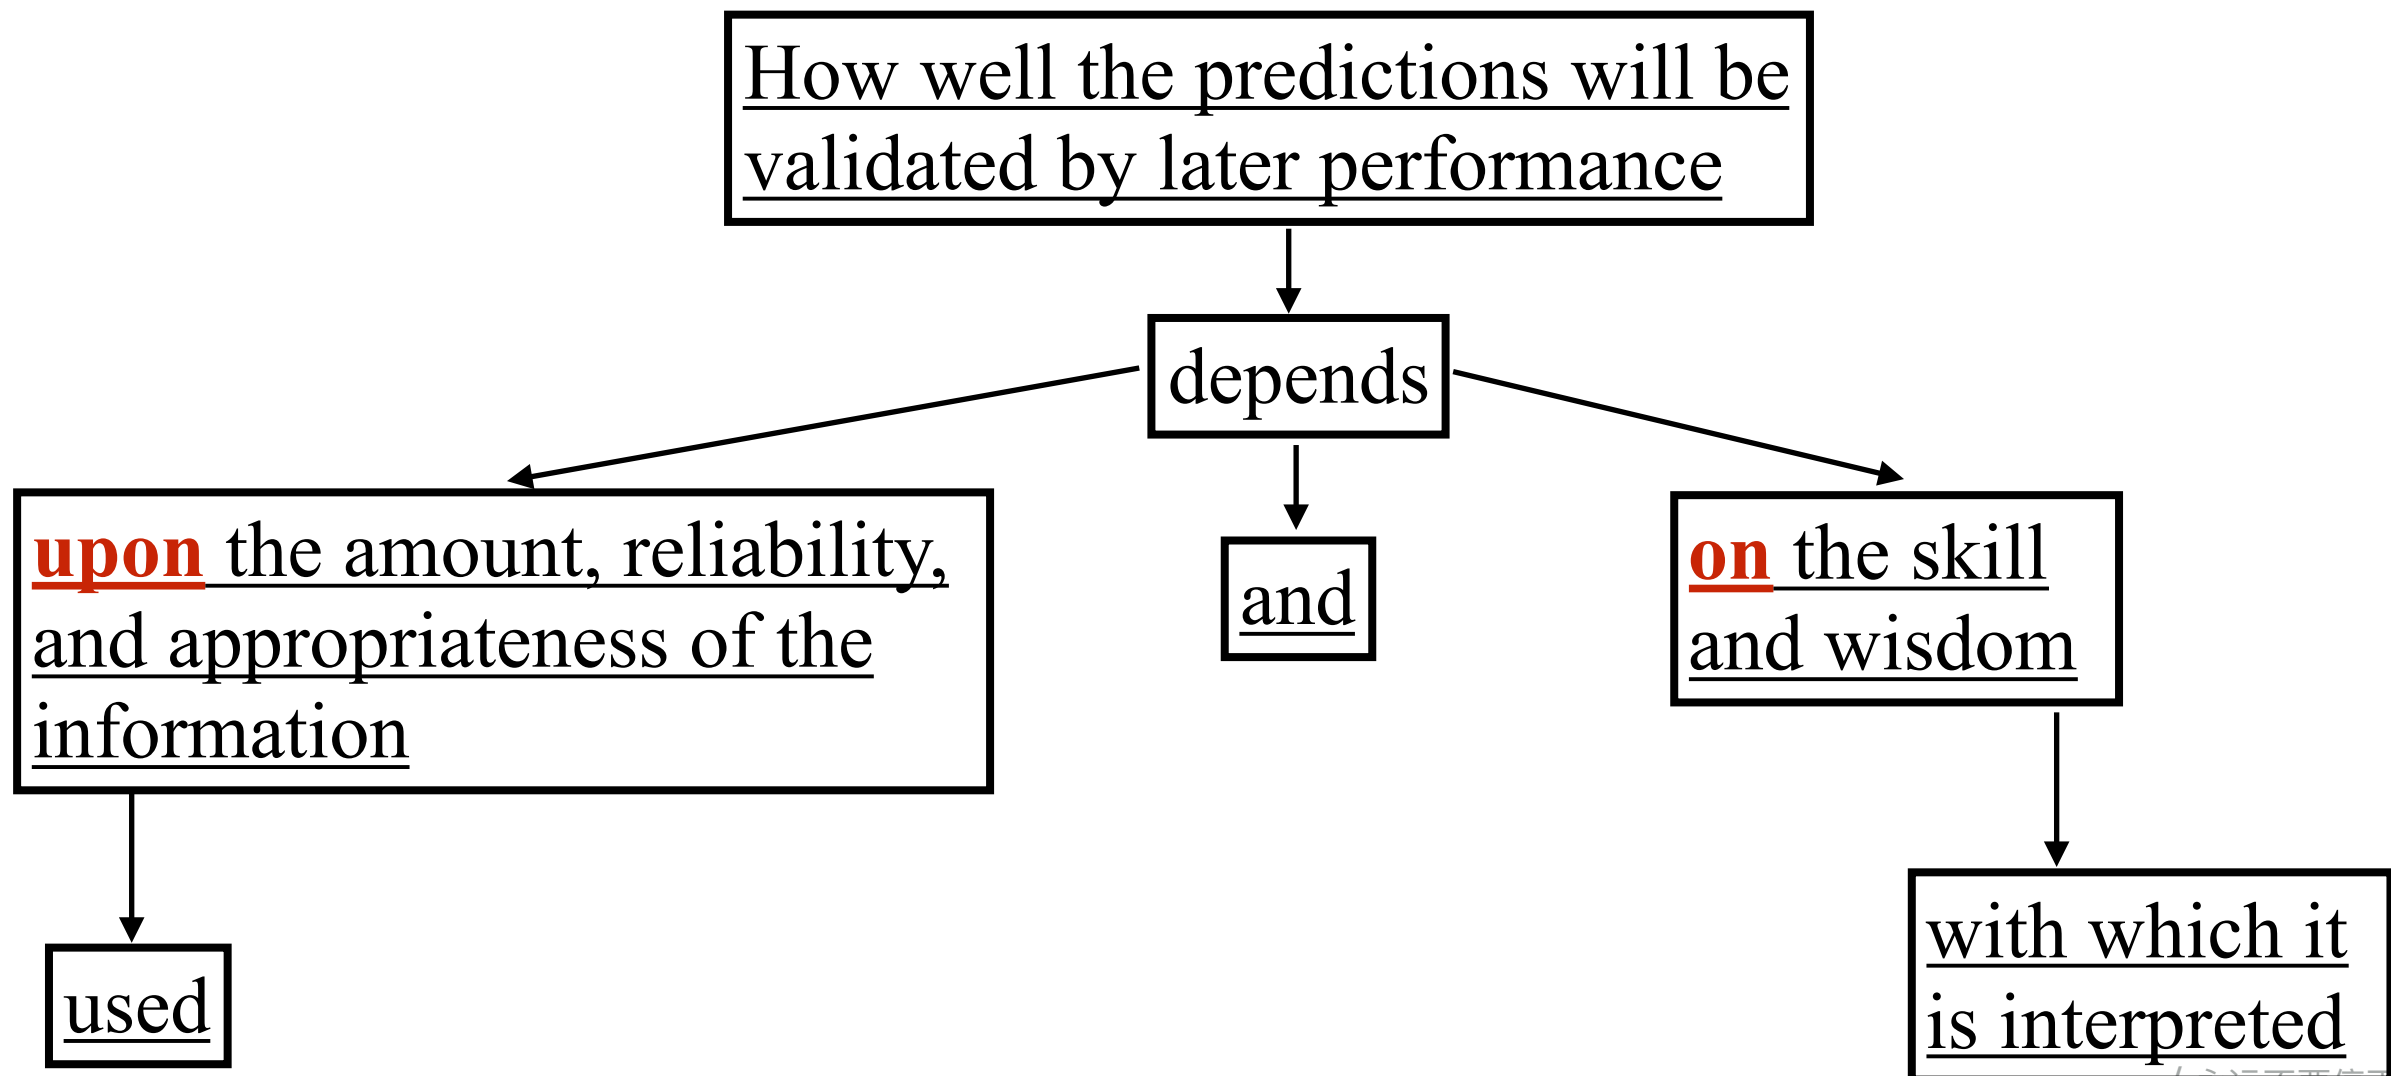 How well the predictions will be
validated by later performance
depends
upon the amount, reliability,
and appropriateness of the
information
and
on the skill
and wisdom
used
with which it
is interpreted